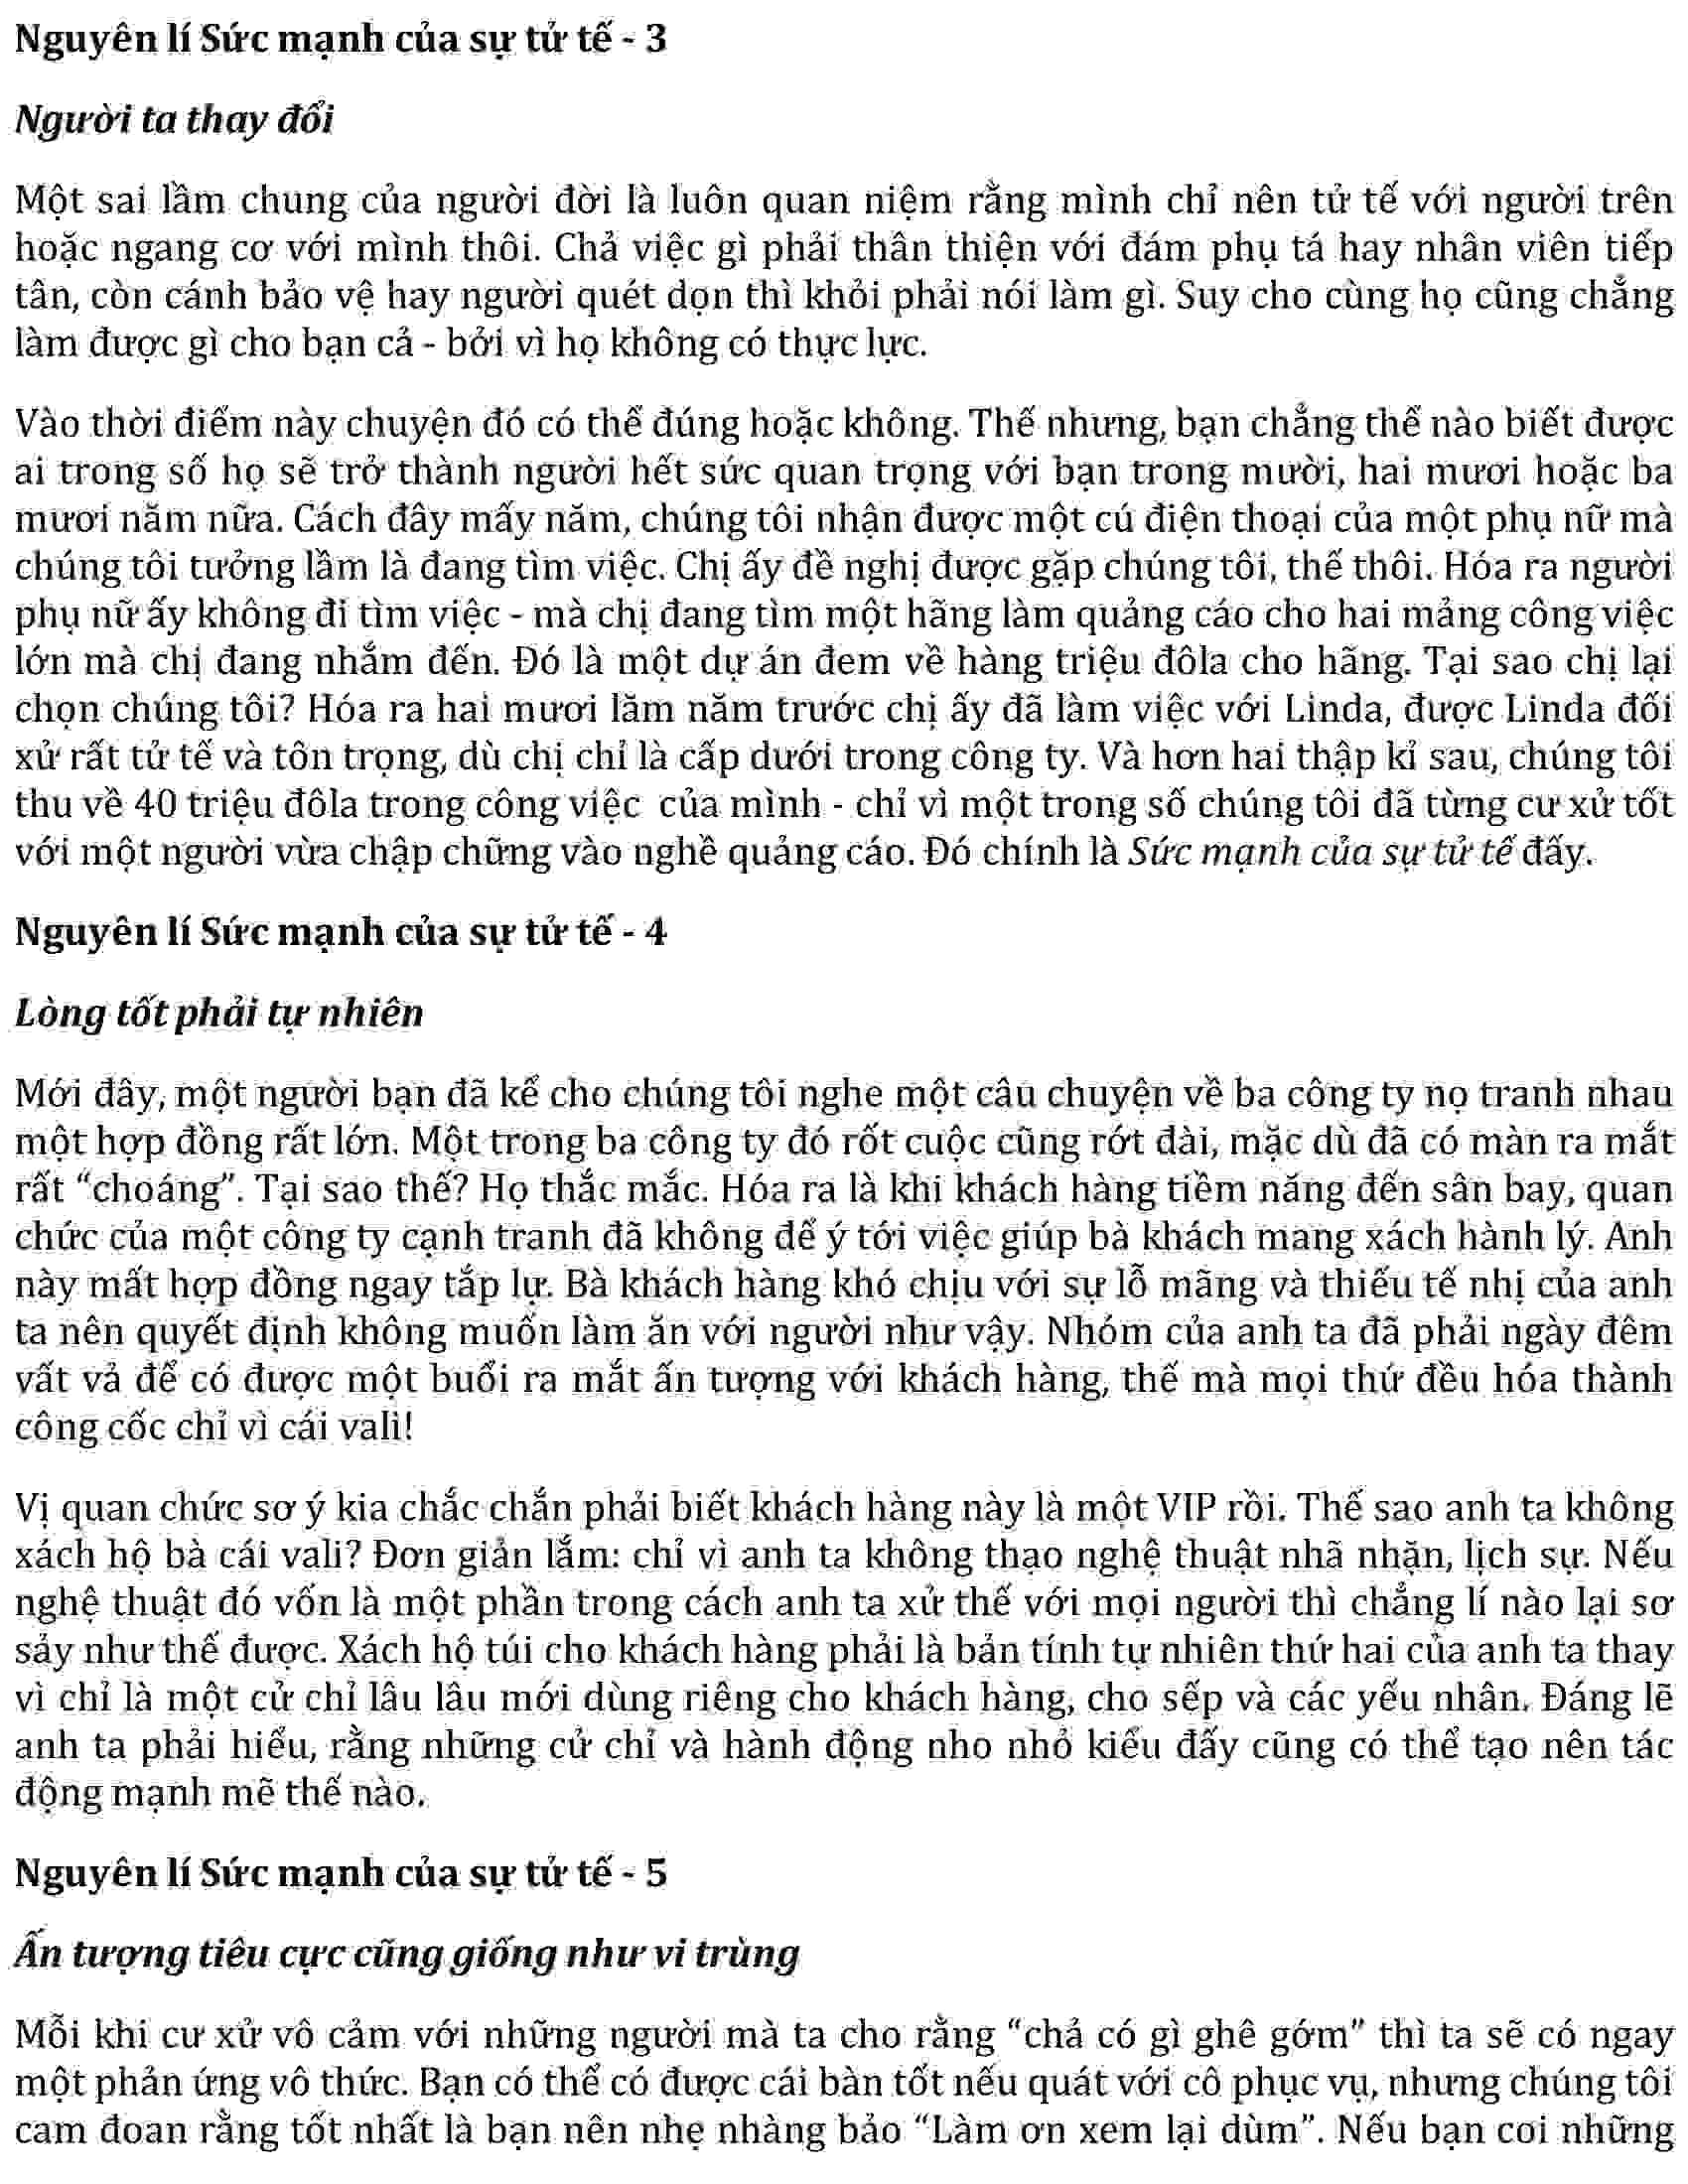 Nguyên lí Sức mạnh của sự tử tế - 3
Người ta thay đổi
Một sai lầm chung của người đời là luôn quan niệm rằng mình chỉ nên tử tế với người trên
hoặc ngang cơ với mình thôi. Chả việc gì phải thân thiện với đám phụ tá hay nhân viên tiếp
tân, còn cánh bảo vệ hay người quét dọn thì khỏi phải nói làm gì. Suy cho cùng họ cũng chẳng
làm được gì cho bạn cả - bởi vì họ không có thực lực.
Vào thời điểm này chuyện đó có thể đúng hoặc không. Thế nhưng, bạn chẳng thể nào biết được
ai trong số họ sẽ trở thành người hết sức quan trọng với bạn trong mười, hai mươi hoặc ba
mươi năm nữa. Cách đây mấy năm, chúng tôi nhận được một cú điện thoại của một phụ nữ mà
chúng tôi tưởng lầm là đang tìm việc. Chị ấy đề nghị được gặp chúng tôi, thế thôi. Hóa ra người
phụ nữ ấy không đi tìm việc - mà chị đang tìm một hãng làm quảng cáo cho hai mảng công việc
lớn mà chị đang nhắm đến. Đó là một dự án đem về hàng triệu đôla cho hãng. Tại sao chị lại
chọn chúng tôi? Hóa ra hai mươi lăm năm trước chị ấy đã làm việc với Linda, được Linda đối
xử rất tử tế và tôn trọng, dù chị chỉ là cấp dưới trong công ty. Và hơn hai thập kỉ sau, chúng tôi
thu về 40 triệu đôla trong công việc của mình - chỉ vì một trong số chúng tôi đã từng cư xử tốt
với một người vừa chập chững vào nghề quảng cáo. Đó chính là Sức mạnh của sự tử tế đấy.
Nguyên lí Sức mạnh của sự tử tế - 4
Lòng tốt phải tự nhiên
Mới đây, một người bạn đã kể cho chúng tôi nghe một câu chuyện về ba công ty nọ tranh nhau
một hợp đồng rất lớn. Một trong ba công ty đó rốt cuộc cũng rớt đài, mặc dù đã có màn ra mắt
rất “choáng”. Tại sao thế? Họ thắc mắc. Hóa ra là khi khách hàng tiềm năng đến sân bay, quan
chức của một công ty cạnh tranh đã không để ý tới việc giúp bà khách mang xách hành lý. Anh
này mất hợp đồng ngay tắp lự. Bà khách hàng khó chịu với sự lỗ mãng và thiếu tế nhị của anh
ta nên quyết định không muốn làm ăn với người như vậy. Nhóm của anh ta đã phải ngày đêm
vất vả để có được một buổi ra mắt ấn tượng với khách hàng, thế mà mọi thứ đều hóa thành
công cốc chỉ vì cái vali!
Vị quan chức sơ ý kia chắc chắn phải biết khách hàng này là một VIP rồi. Thế sao anh ta không
xách hộ bà cái vali? Đơn giản lắm: chỉ vì anh ta không thạo nghệ thuật nhã nhặn, lịch sự. Nếu
nghệ thuật đó vốn là một phần trong cách anh ta xử thế với mọi người thì chẳng lí nào lại sơ
sảy như thế được. Xách hộ túi cho khách hàng phải là bản tính tự nhiên thứ hai của anh ta thay
vì chỉ là một cử chỉ lâu lâu mới dùng riêng cho khách hàng, cho sếp và các yếu nhân. Đáng lẽ
anh ta phải hiểu, rằng những cử chỉ và hành động nho nhỏ kiểu đấy cũng có thể tạo nên tác
động mạnh mẽ thế nào.
Nguyên lí Sức mạnh của sự tử tế - 5
Ấn tượng tiêu cực cũng giống như vi trùng
Mỗi khi cư xử vô cảm với những người mà ta cho rằng “chả có gì ghê gớm” thì ta sẽ có ngay
một phản ứng vô thức. Bạn có thể có được cái bàn tốt nếu quát với cô phục vụ, nhưng chúng tôi
cam đoan rằng tốt nhất là bạn nên nhẹ nhàng bảo “Làm ơn xem lại dùm”. Nếu bạn coi những